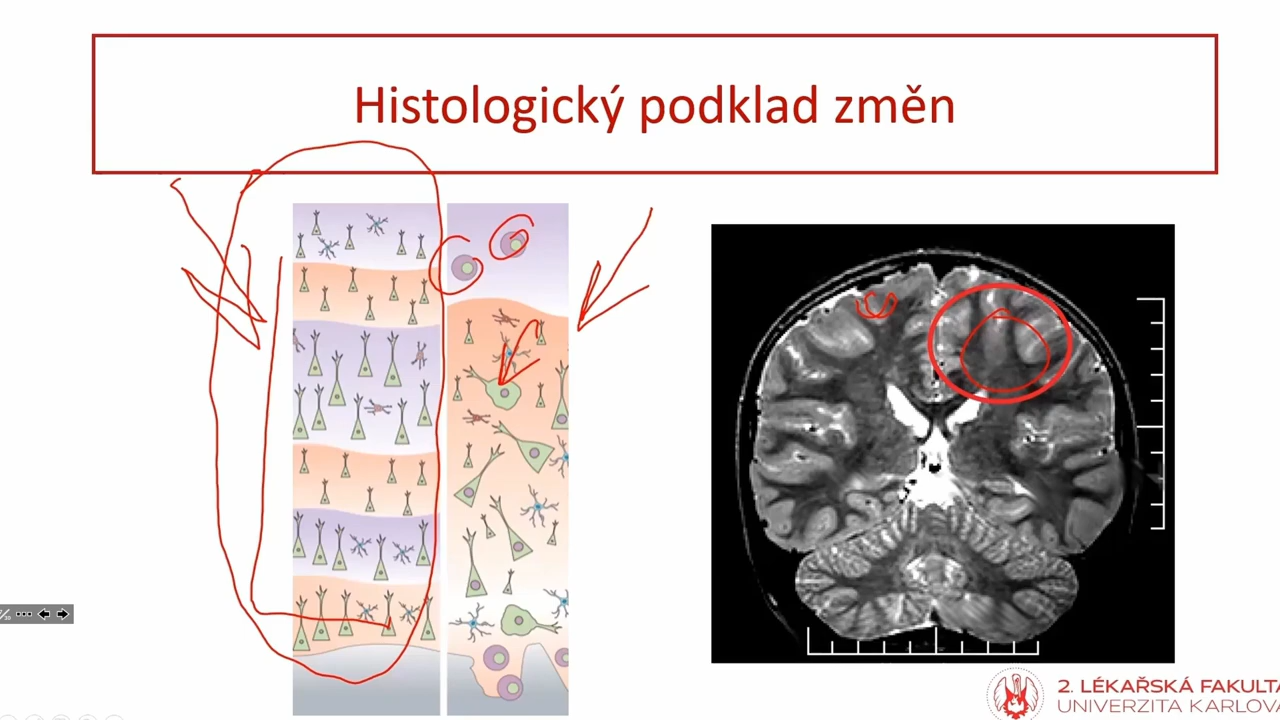 Histologický podklad změn
2. LÉKAŘSKÁ FAKULTA
UNIVERZITA KARLOVA